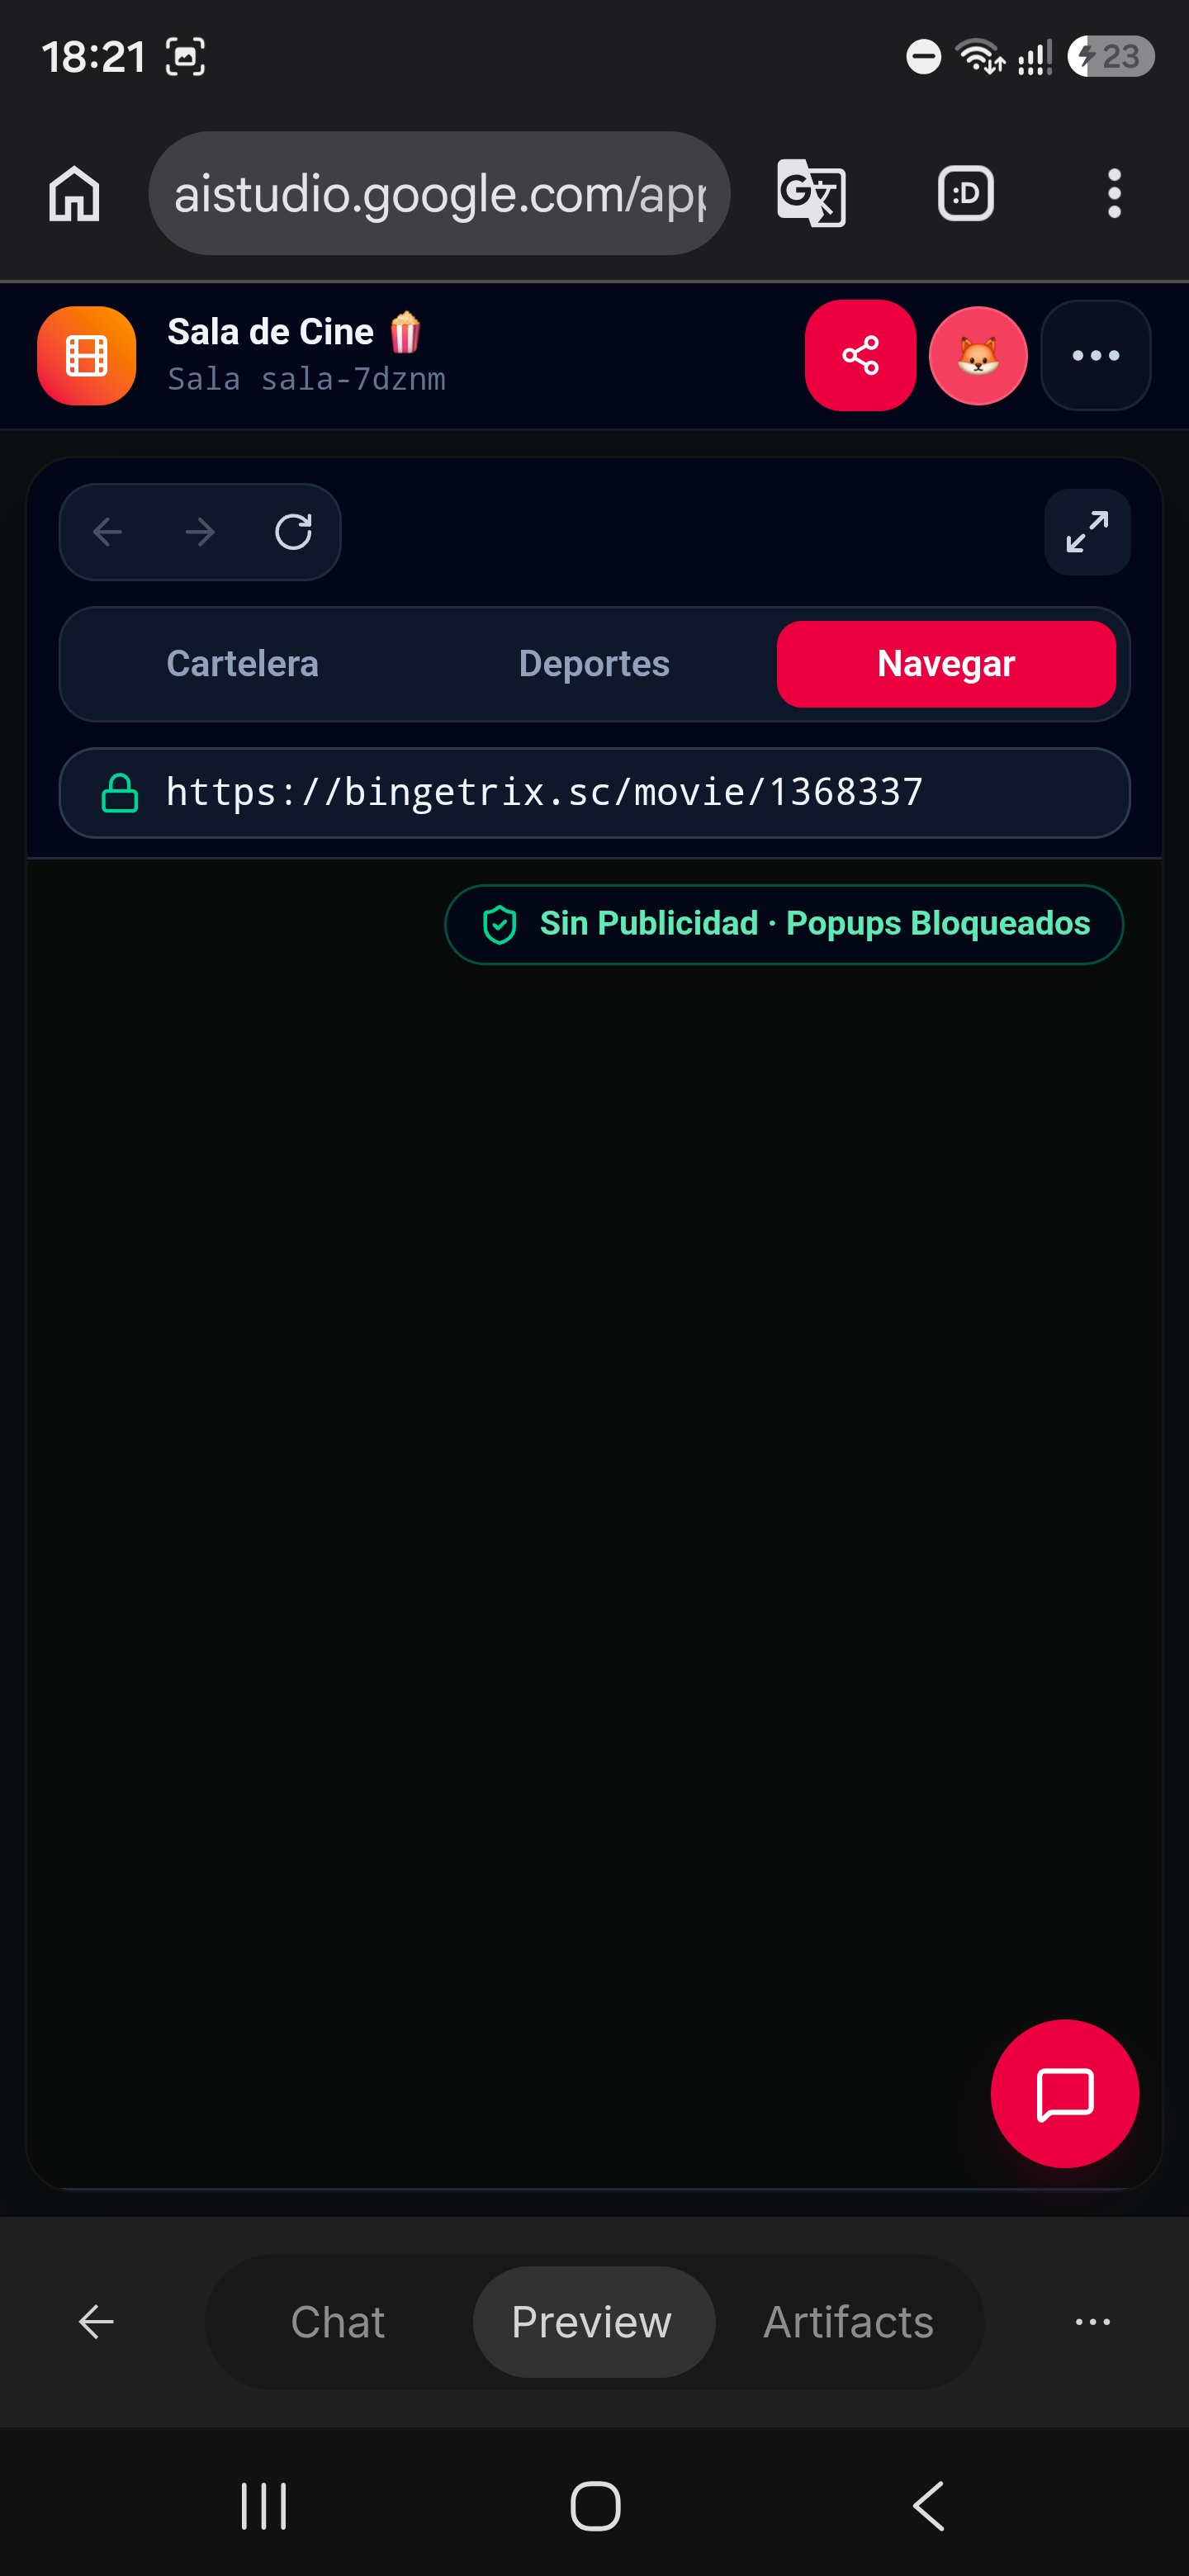 18:21
23
aistudio.google.com/app
:D
Sala de Cine 🍿
Sala sala-7dznm
Cartelera
Deportes
Navegar
https://bingetrix.sc/movie/1368337
Sin Publicidad · Popups Bloqueados
Chat
Preview
Artifacts